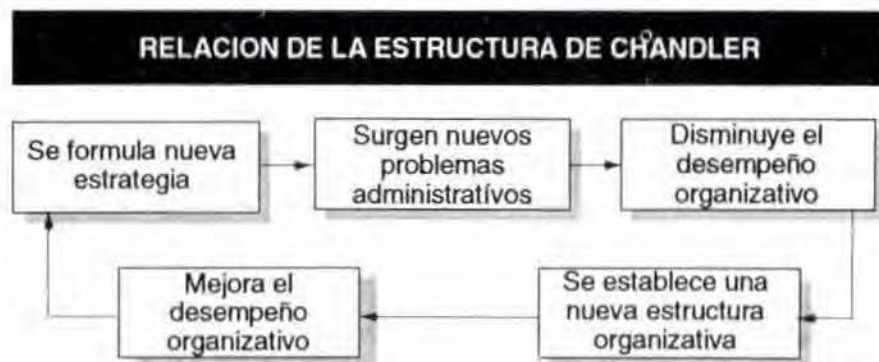 RELACION DE LA ESTRUCTURA DE CHANDLER
Se formula nueva
estrategia
Surgen nuevos
problemas
administratívos
Disminuye el
desempeño
organizativo
Se establece una
nueva estructura
organizativa
Mejora el
desempeño
organizativo